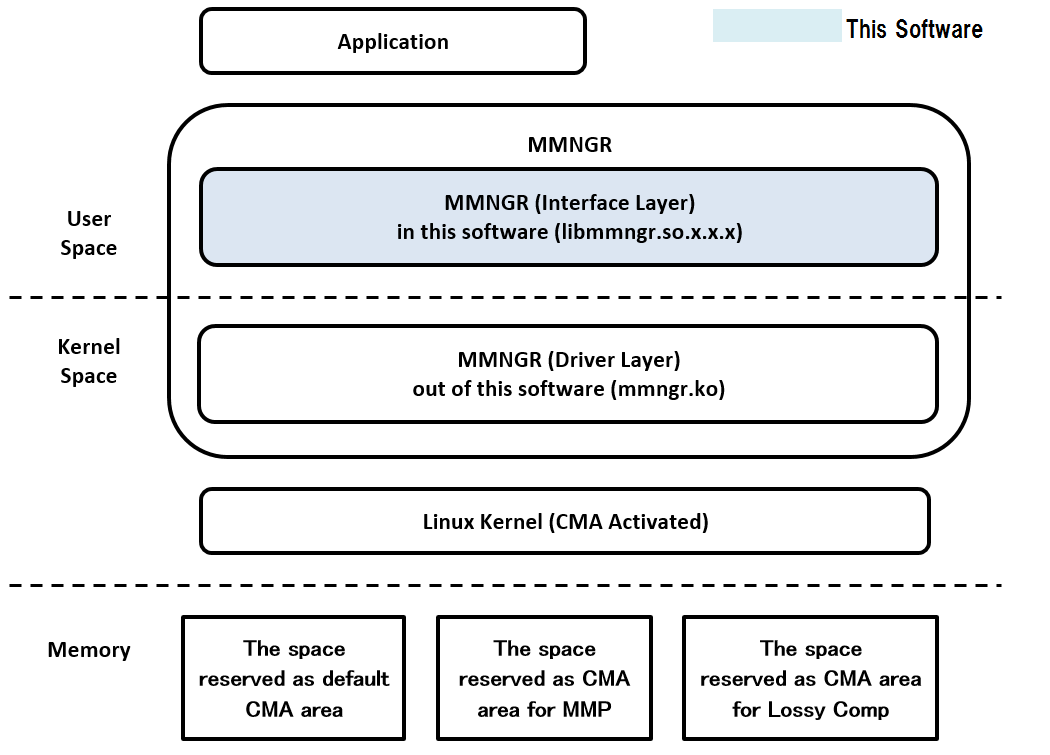 Application
This Software
MMNGR
MMNGR (Interface Layer)
in this software (libmmngr.so.x.x.x)
User
Space
Kernel
Space
MMNGR (Driver Layer)
out of this software (mmngr.ko)
Linux Kernel (CMA Activated)
Memory
The space
reserved as default
CMA area
The space
reserved as CMA
area for MMP
The space
reserved as CMA area
for Lossy Comp